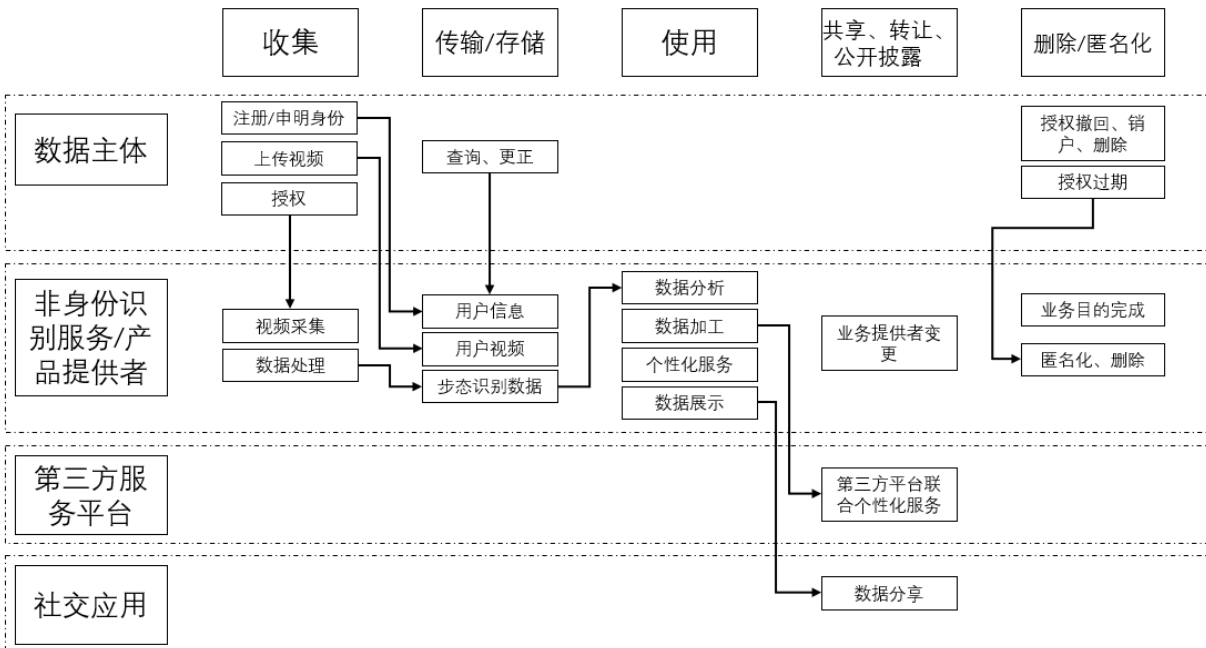 收集
传输/存储
使用
共享、转让、
公开披露
删除/匿名化
数据主体
注册/申明身份
上传视频
授权
查询、更正
授权撤回、销
户、删除
授权过期
非身份识
别服务/产
品提供者
视频采集
数据处理
用户信息
用户视频
步态识别数据
数据分析
数据加工
个性化服务
数据展示
业务提供者变
更
业务目的完成
匿名化、删除
第三方服
务平台
第三方平台联
合个性化服务
社交应用
数据分享